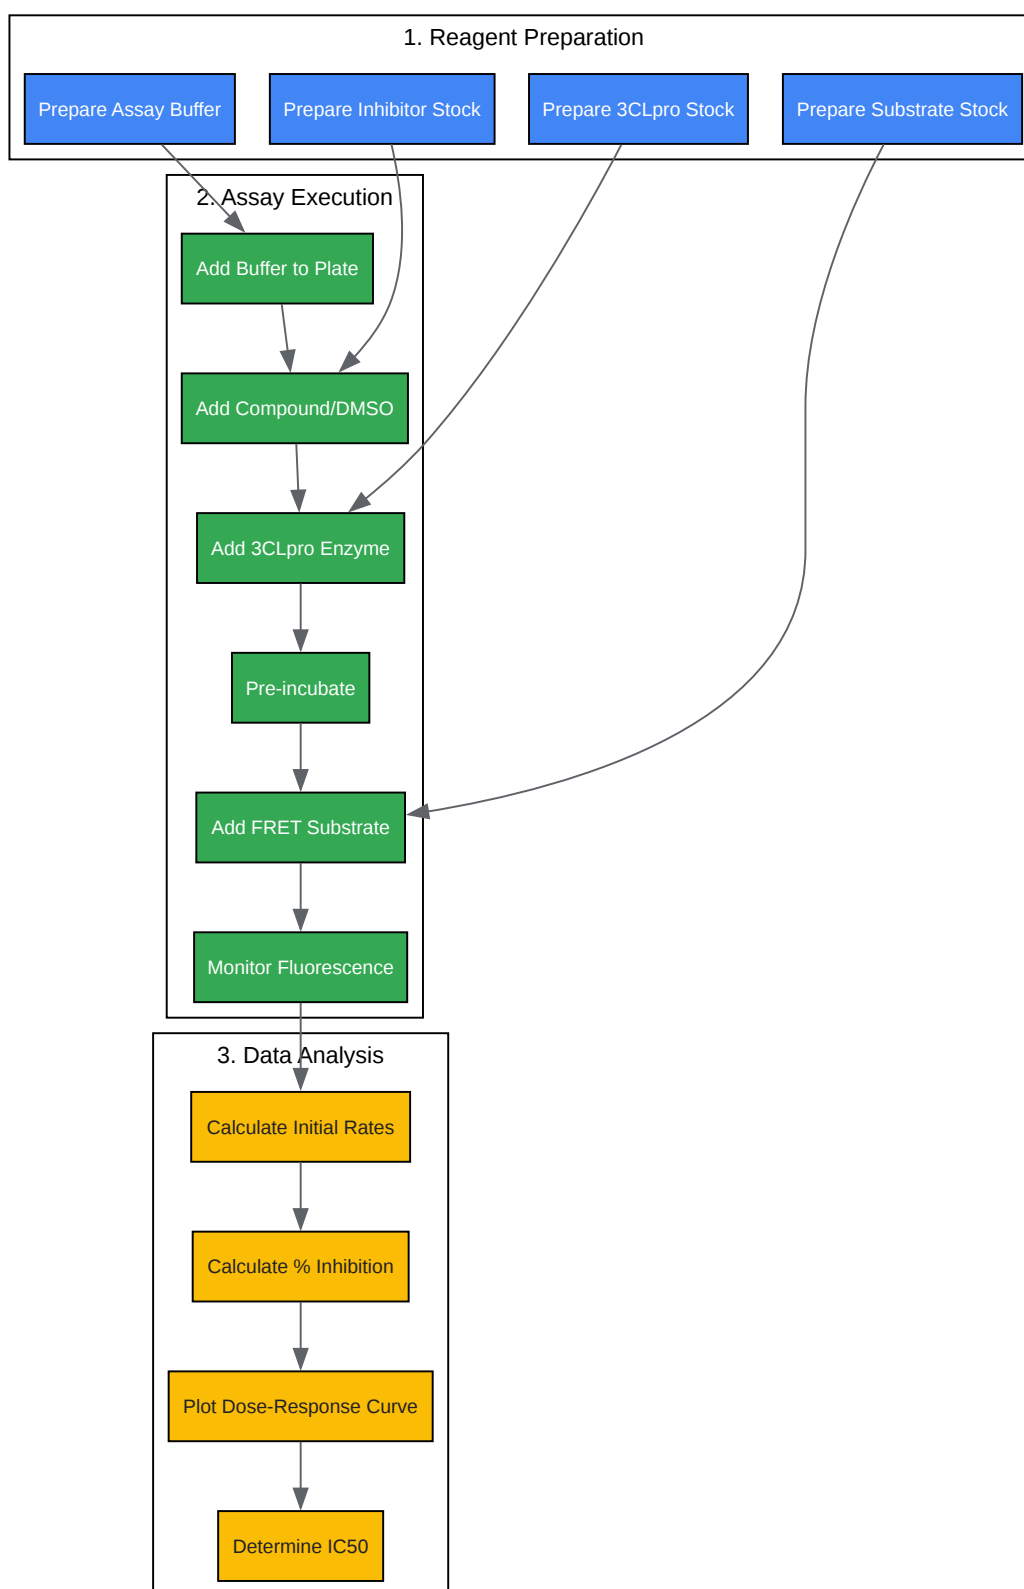 1. Reagent Preparation
Prepare Assay Buffer
Prepare Inhibitor Stock
Prepare 3CLpro Stock
Prepare Substrate Stock
2. Assay Execution
Add Buffer to Plate
Add Compound/DMSO
Add 3CLpro Enzyme
Pre-incubate
Add FRET Substrate
Monitor Fluorescence
3. Data Analysis
Calculate Initial Rates
Calculate % Inhibition
Plot Dose-Response Curve
Determine IC50